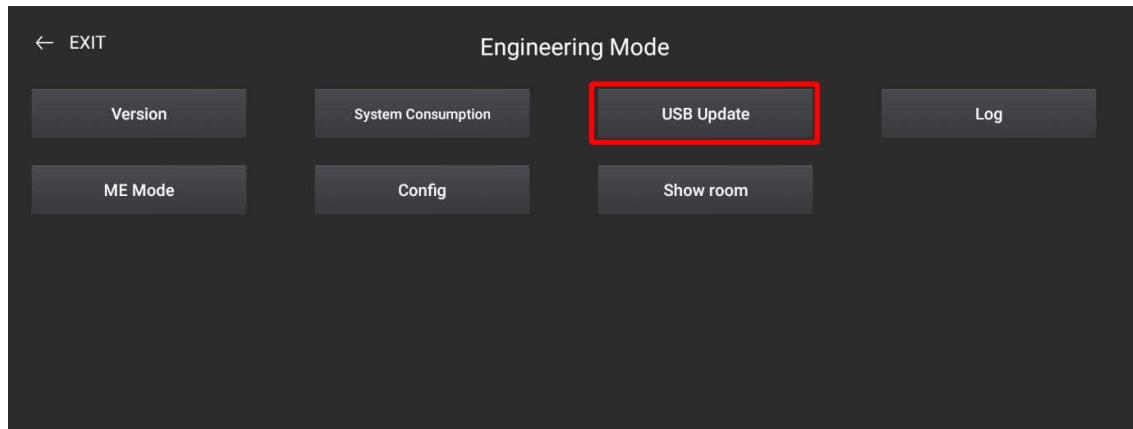 ← EXIT
Engineering Mode
Version
System Consumption
USB Update
Log
ME Mode
Config
Show room